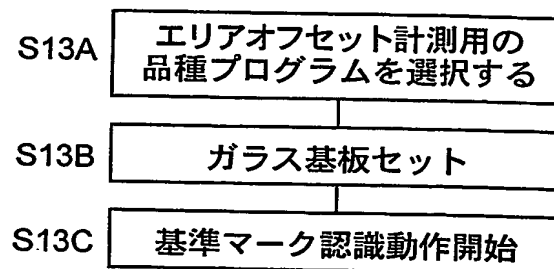 S13A
エリアオフセット計測用の
品種プログラムを選択する
S13B
ガラス基板セット
S13C
基準マーク認識動作開始